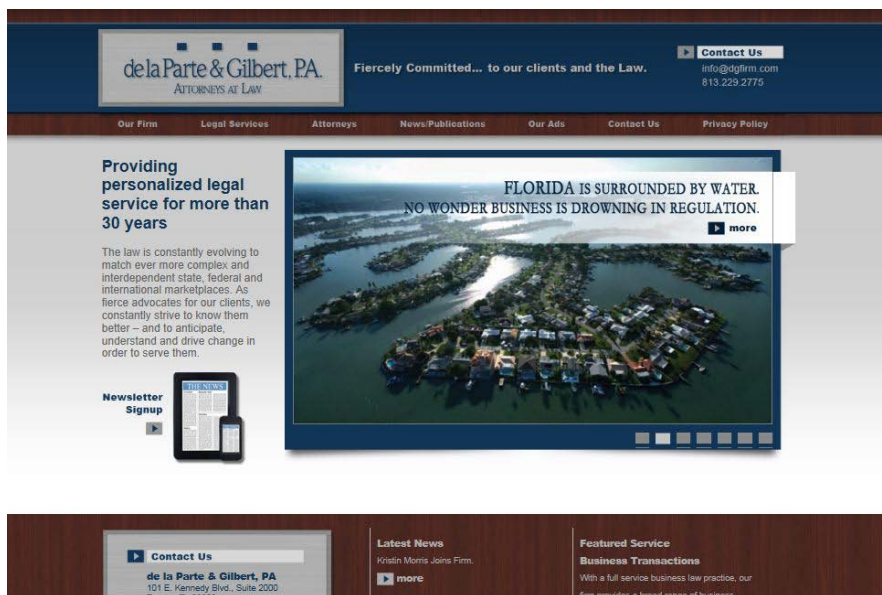 de la Parte & Gilbert, P.A.
ATTORNEYS AT LAW
Fiercely Committed... to our clients and the Law.
Contact Us
info@dgfirm.com
813.229.2775
Our Firm
Legal Services
Attorneys
News/Publications
Our Ads
Contact Us
Privacy Policy
Providing
personalized legal
service for more than
30 years
The law is constantly evolving to
match ever more complex and
interdependent state, federal and
international marketplaces. As
fierce advocates for our clients, we
constantly strive to know them
better – and to anticipate,
understand and drive change in
order to serve them.
Newsletter
Signup
THE NEWS
FLORIDA IS SURROUNDED BY WATER.
NO WONDER BUSINESS IS DROWNING IN REGULATION.
more
Contact Us
de la Parte & Gilbert, PA
101 E. Kennedy Blvd., Suite 2000
Latest News
Kristin Morris Joins Firm.
more
Featured Service
Business Transactions
With a full service business law practice, our
firm provides a broad range of business